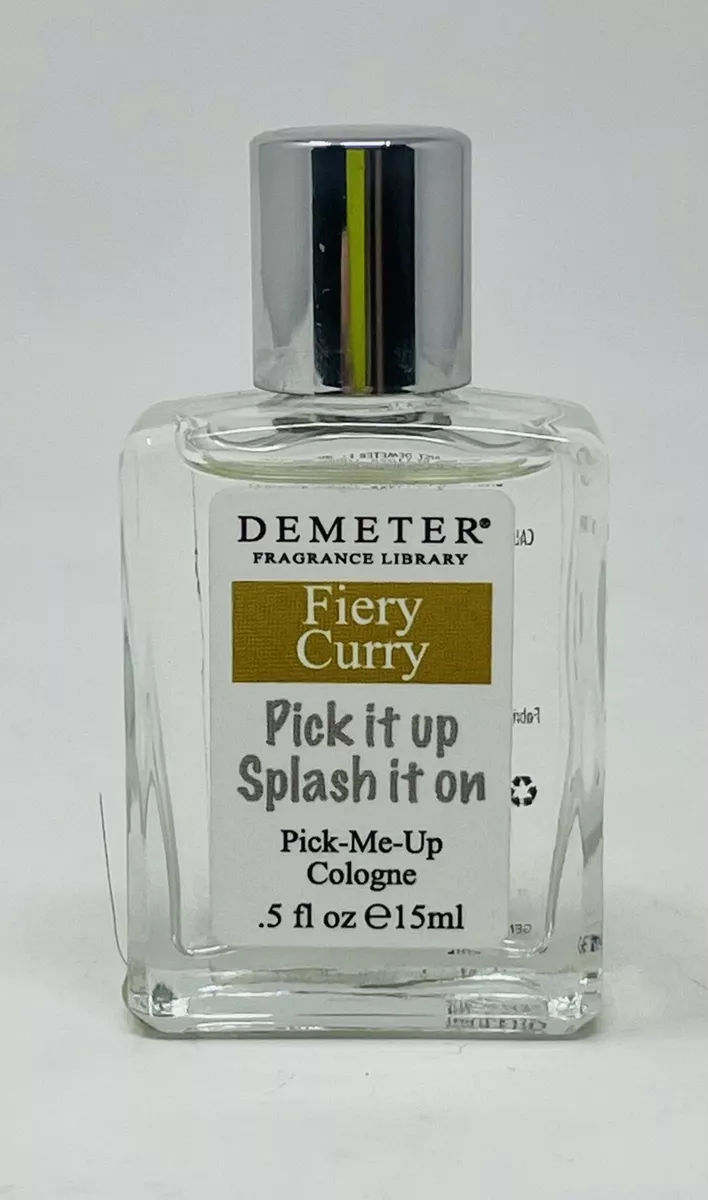 DEMETER®
FRAGRANCE LIBRARY
Fiery
Curry
Pick it up
Splash it on
Pick-Me-Up
Cologne
.5 fl oz ℮15ml